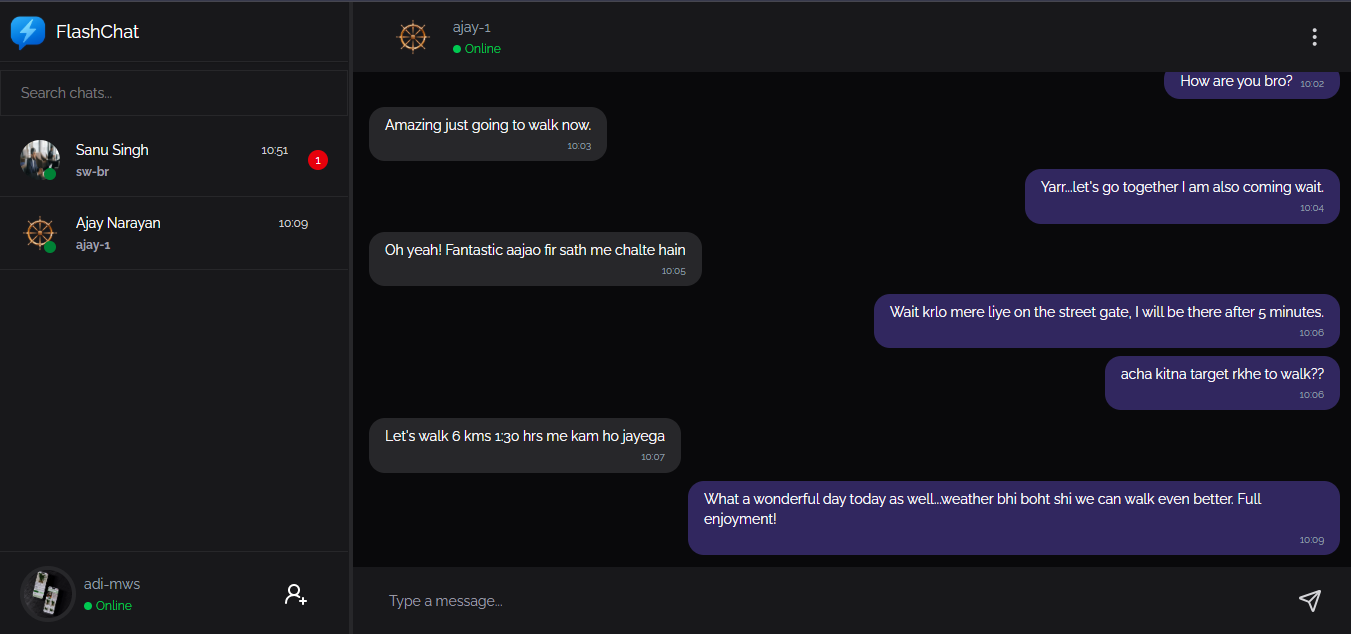 FlashChat
Search chats...
Sanu Singh
10:51
1
sw-br
Ajay Narayan
10:09
ajay-1
adi-mws
Online
ajay-1
Online
How are you bro? 10:02
Amazing just going to walk now.
10:03
Yarr...let's go together I am also coming wait.
10:04
Oh yeah! Fantastic aajao fir sath me chalte hain
10:05
Wait krlo mere liye on the street gate, I will be there after 5 minutes.
10:06
acha kitna target rkhe to walk??
10:06
Let's walk 6 kms 1:30 hrs me kam ho jayega
10:07
What a wonderful day today as well...weather bhi boht shi we can walk even better. Full
enjoyment!
10:09
Type a message...